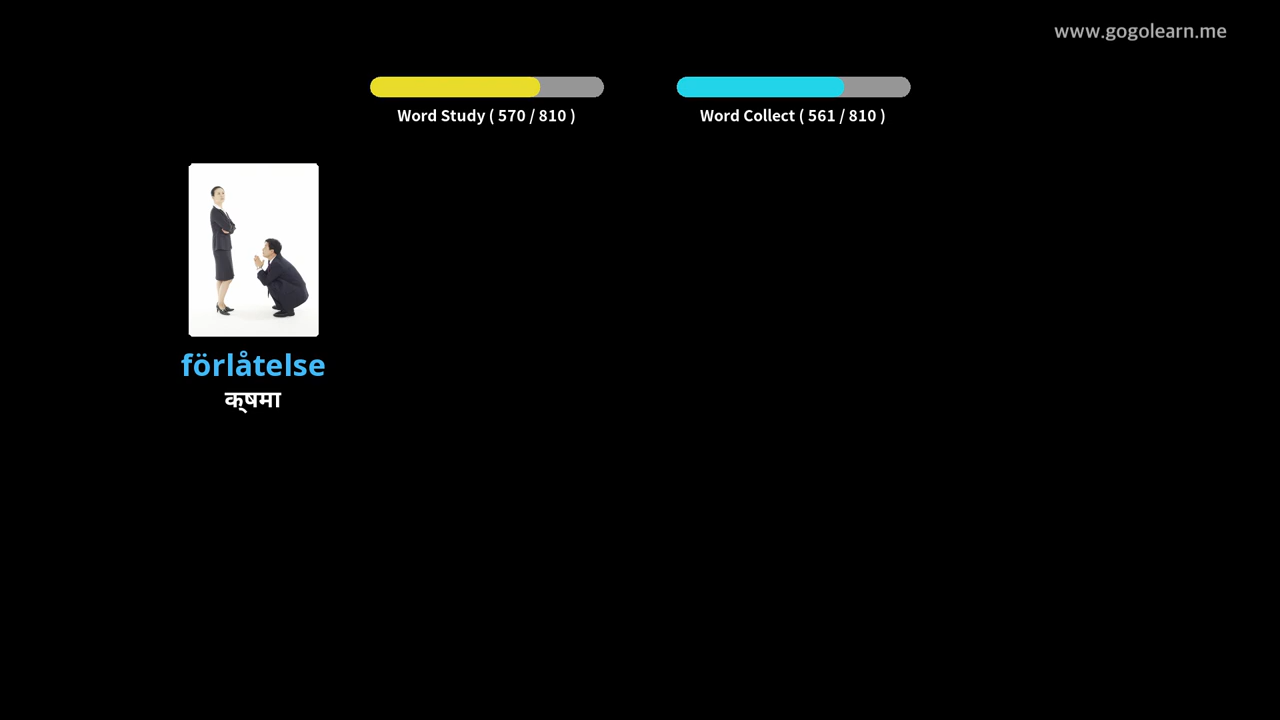 www.gogolearn.me
Word Study ( 570 / 810 )
Word Collect ( 561 / 810 )
förlåtelse
क्षमा